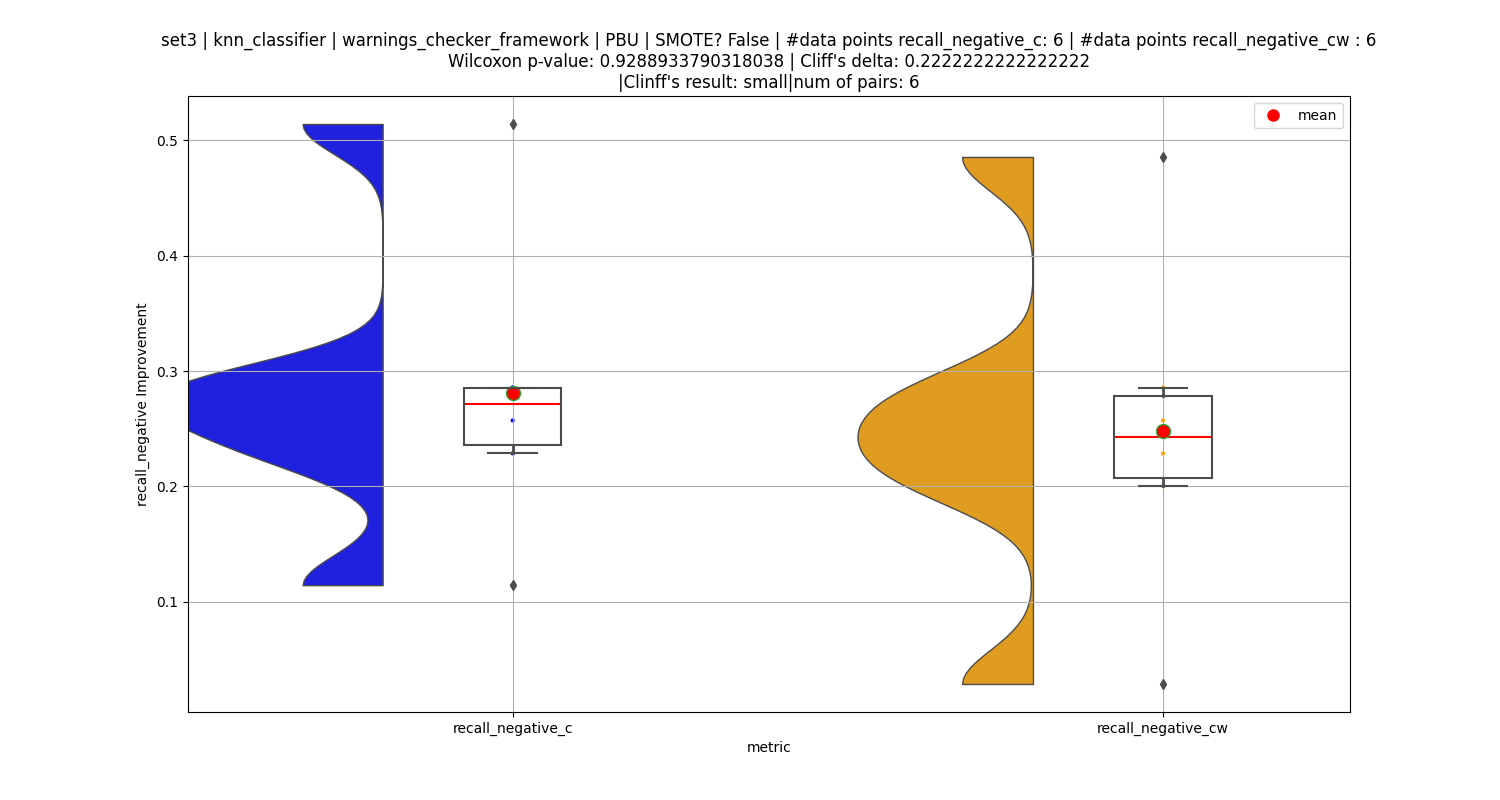 set3 | knn_classifier | warnings_checker_framework | PBU | SMOTE? False | #data points recall_negative_c: 6 | #data points recall_negative_cw : 6
Wilcoxon p-value: 0.9288933790318038 | Cliff's delta: 0.2222222222222222
|Clinff's result: small|num of pairs: 6
mean
0.5
0.4
0.3
0.2
0.1
recall_negative Improvement
recall_negative_c
recall_negative_cw
metric